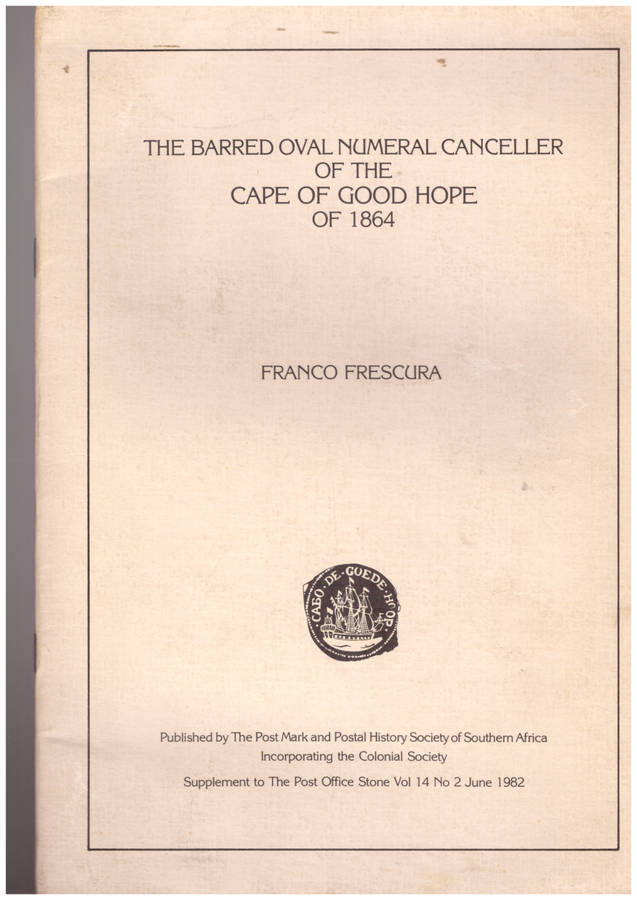 THE BARRED OVAL NUMERAL CANCELLER
OF THE
CAPE OF GOOD HOPE
OF 1864
FRANCO FRESCURA
CABO·DE·GOEDE·HOOP·
Published by The Post Mark and Postal History Society of Southern Africa
Incorporating the Colonial Society
Supplement to The Post Office Stone Vol 14 No 2 June 1982